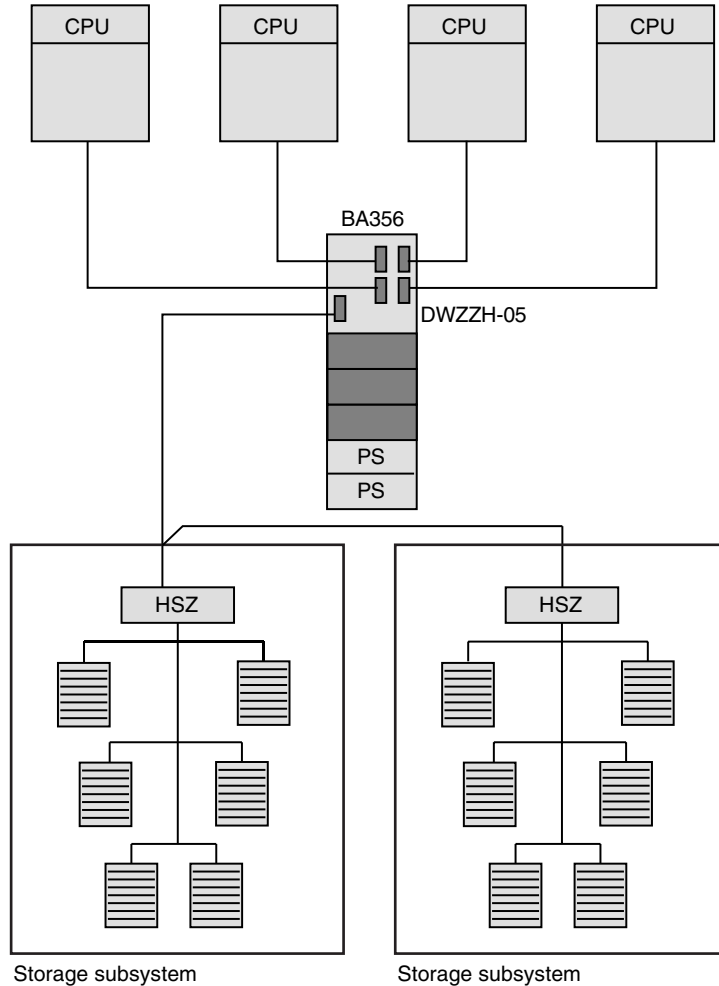 CPU
CPU
CPU
CPU
BA356
DWZZH-05
PS
PS
HSZ
HSZ
Storage subsystem
Storage subsystem